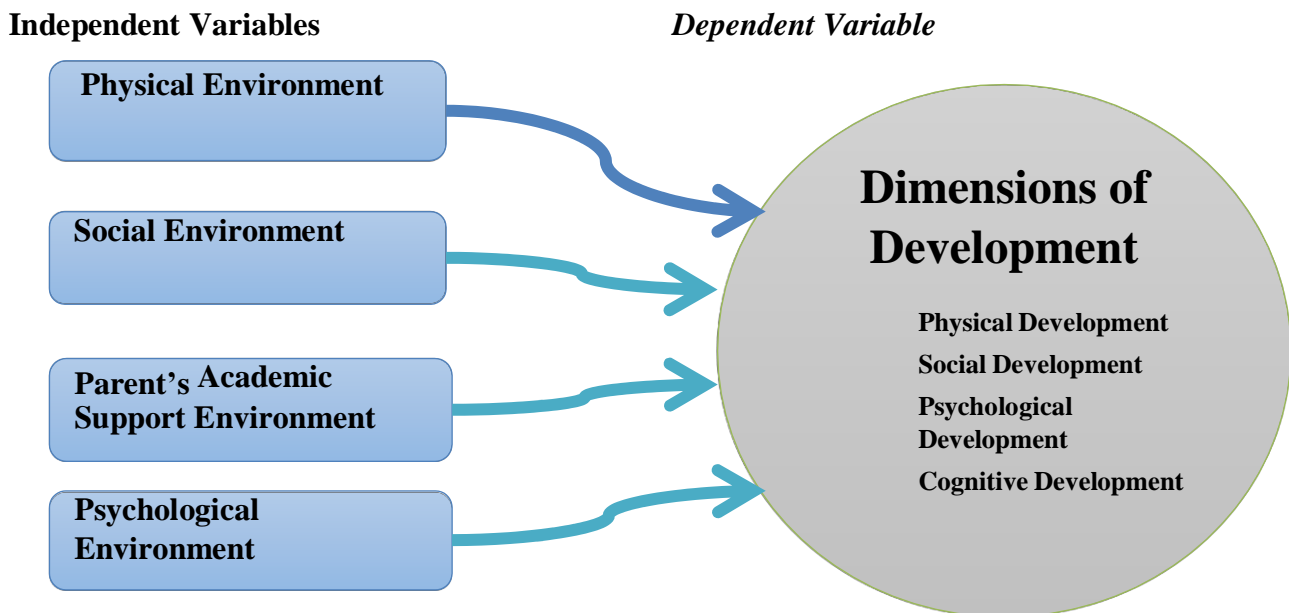 Independent Variables
Dependent Variable
Physical Environment
Social Environment
Parent’s Academic
Support Environment
Psychological
Environment
Dimensions of
Development
Physical Development
Social Development
Psychological
Development
Cognitive Development